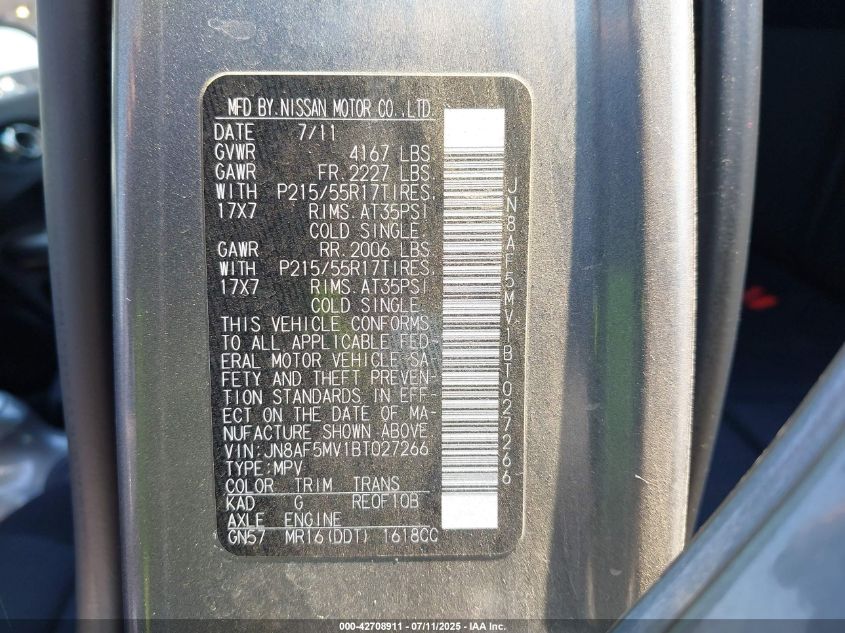 MFD BY.NISSAN MOTOR CO.,LTD.
DATE 7/11
GVWR 4167 LBS
GAWR FR.2227 LBS.
WITH P215/55R17TIRES.
17X7 RIMS.AT35PSI
COLD SINGLE.
GAWR RR.2006 LBS
WITH P215/55R17TIRES.
17X7 RIMS.AT35PSI
COLD SINGLE.
THIS VEHICLE CONFORMS
TO ALL APPLICABLE FED-
ERAL MOTOR VEHICLE SA
FETY AND THEFT PREVEN-
TION STANDARDS IN EFF-
ECT ON THE DATE OF MA-
NUFACTURE SHOWN ABOVE
VIN:JN8AF5MV1BT027266
TYPE:MPV
COLOR TRIM TRANS
KAD G RE0F10B
AXLE ENGINE
GN57 MR16(DDT) 1618CC
JN8AF5MV1BT027266
000-42708911 - 07/11/2025 - IAA Inc.